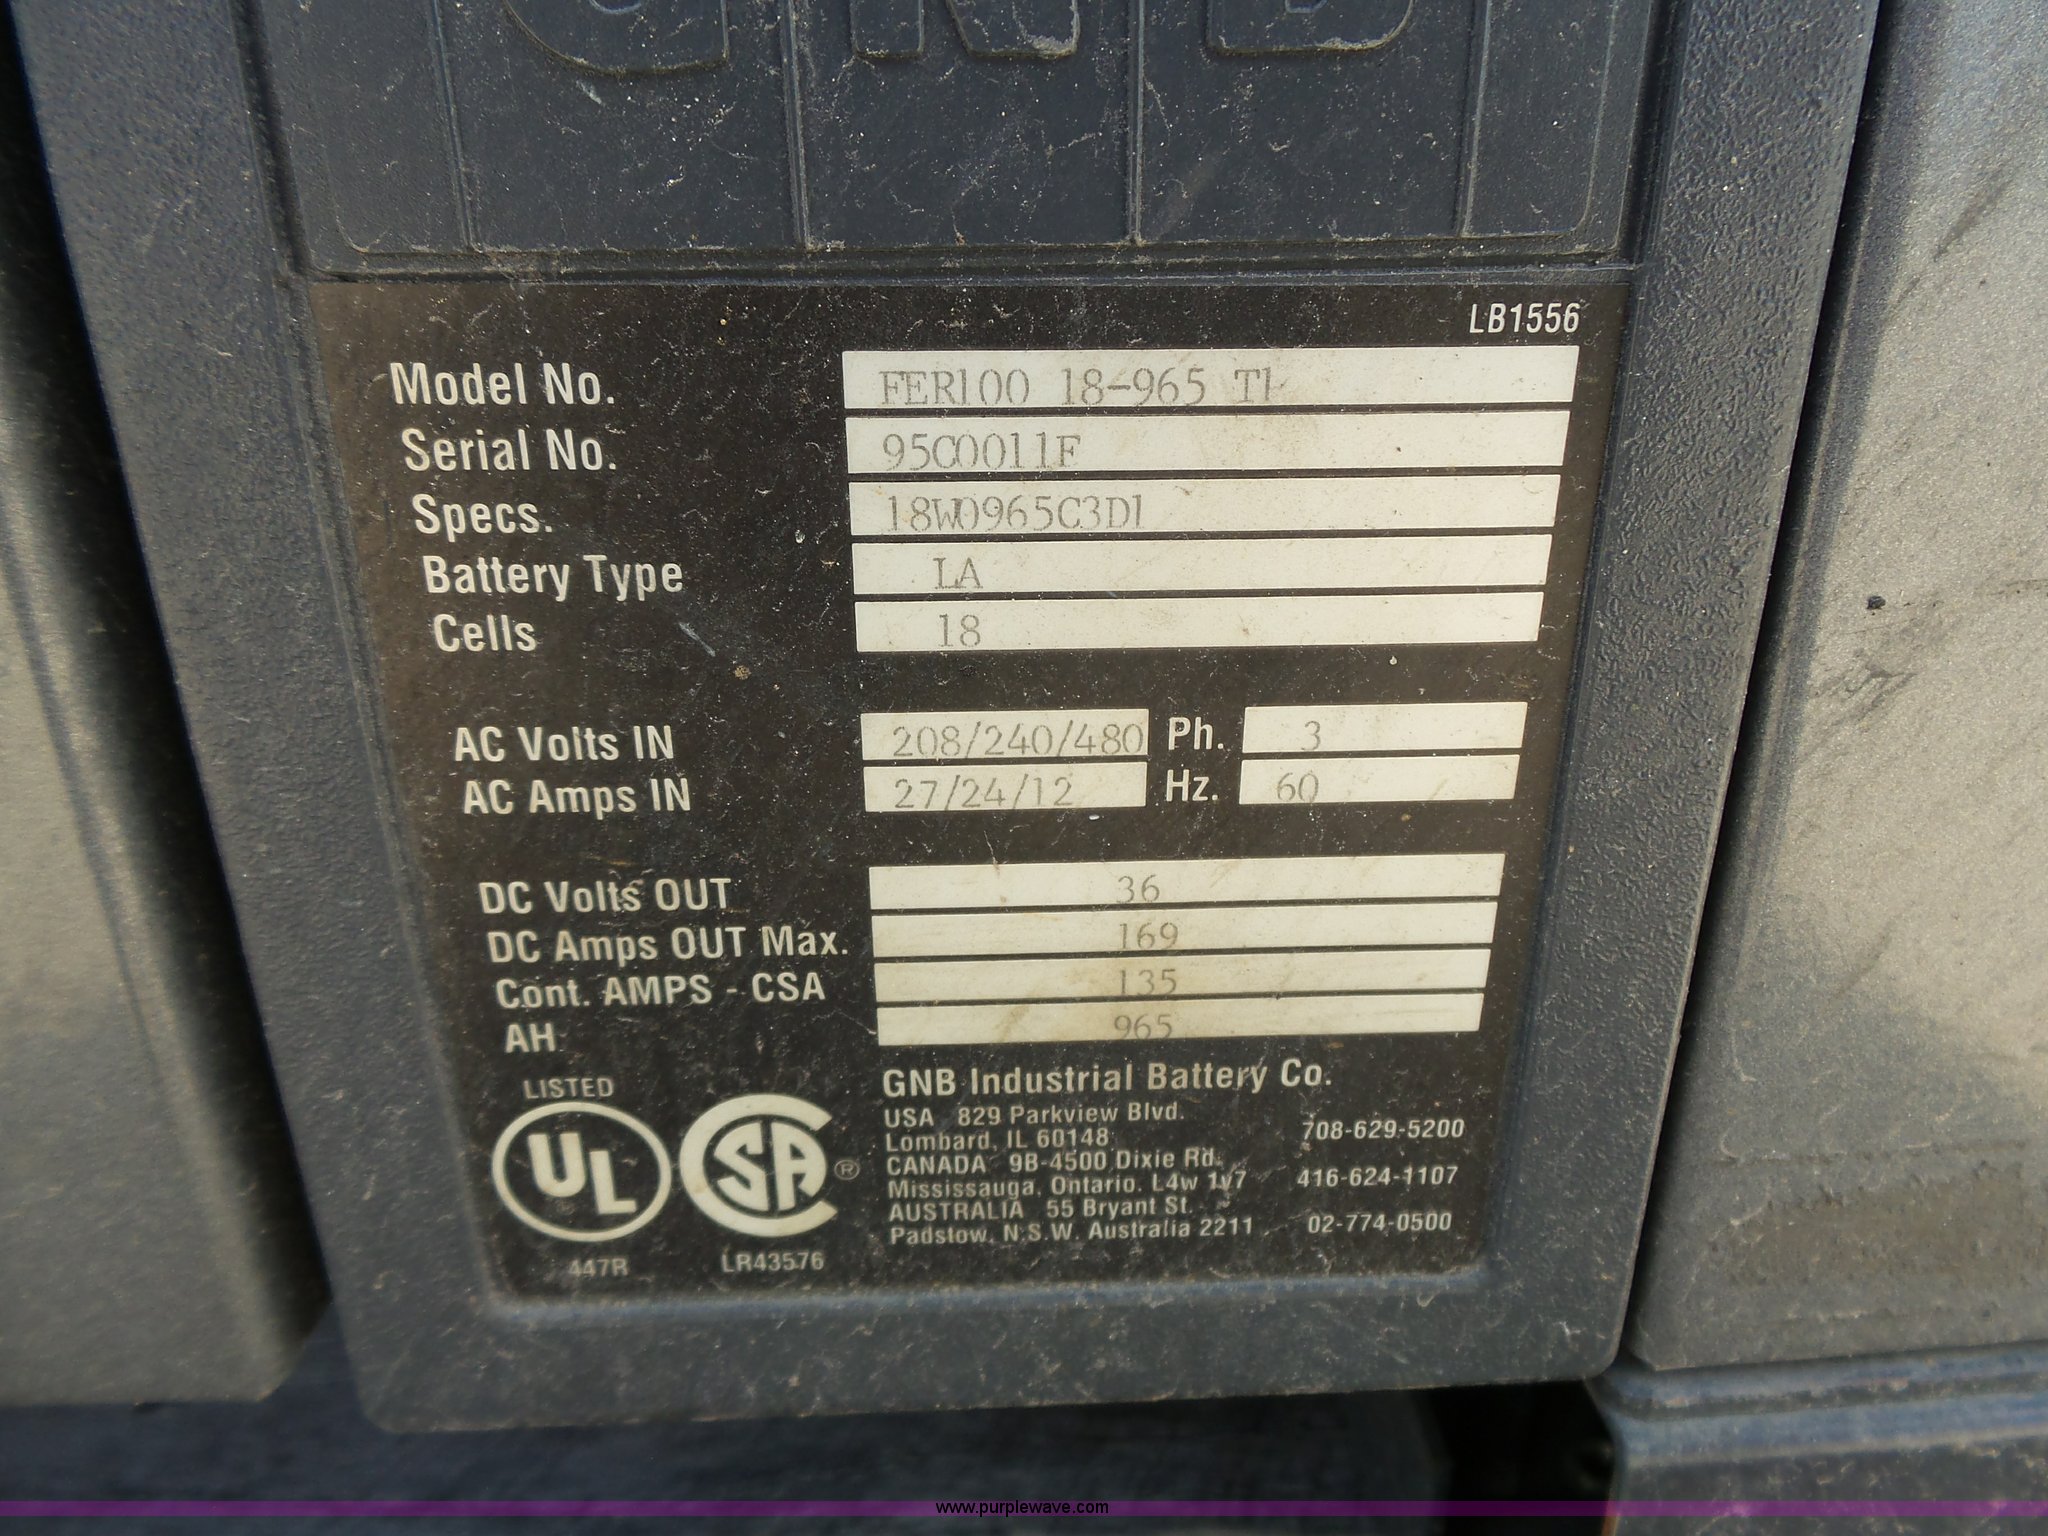 GNB
LB1556
Model No. FER100 18-965 T1
Serial No. 95C0011F
Specs. 18W0965C3D1
Battery Type LA
Cells 18
AC Volts IN 208/240/480 Ph. 3
AC Amps IN 27/24/12 Hz. 60
DC Volts OUT 36
DC Amps OUT Max. 169
Cont. AMPS - CSA 135
AH 965
LISTED
UL
447R
CSA ®
LR43576
GNB Industrial Battery Co.
USA 829 Parkview Blvd.
Lombard, IL 60148 708-629-5200
CANADA 9B-4500 Dixie Rd.
Mississauga, Ontario. L4w 1v7 416-624-1107
AUSTRALIA 55 Bryant St.
Padstow, N.S.W. Australia 2211 02-774-0500
www.purplewave.com